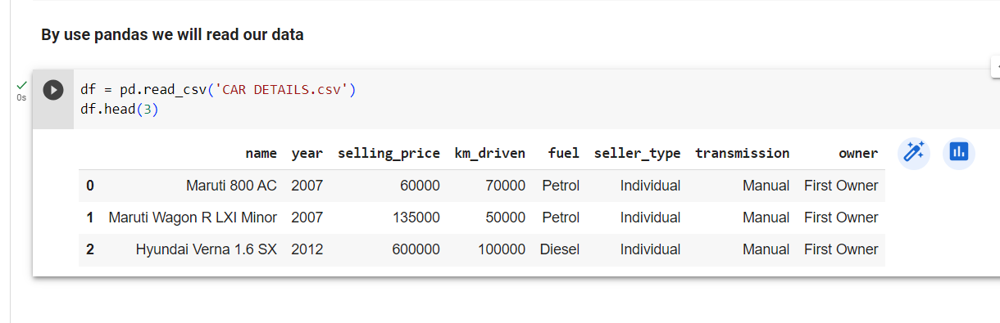 By use pandas we will read our data
0s
df = pd.read_csv('CAR DETAILS.csv')
df.head(3)
name year selling_price km_driven fuel seller_type transmission owner
0 Maruti 800 AC 2007 60000 70000 Petrol Individual Manual First Owner
1 Maruti Wagon R LXI Minor 2007 135000 50000 Petrol Individual Manual First Owner
2 Hyundai Verna 1.6 SX 2012 600000 100000 Diesel Individual Manual First Owner